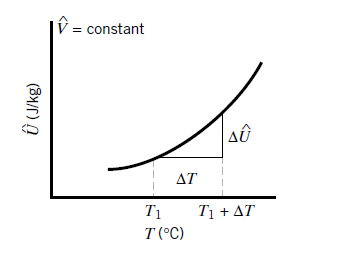 V̂ = constant
Û (J/kg)
ΔÛ
ΔT
T₁ T₁ + ΔT
T (°C)